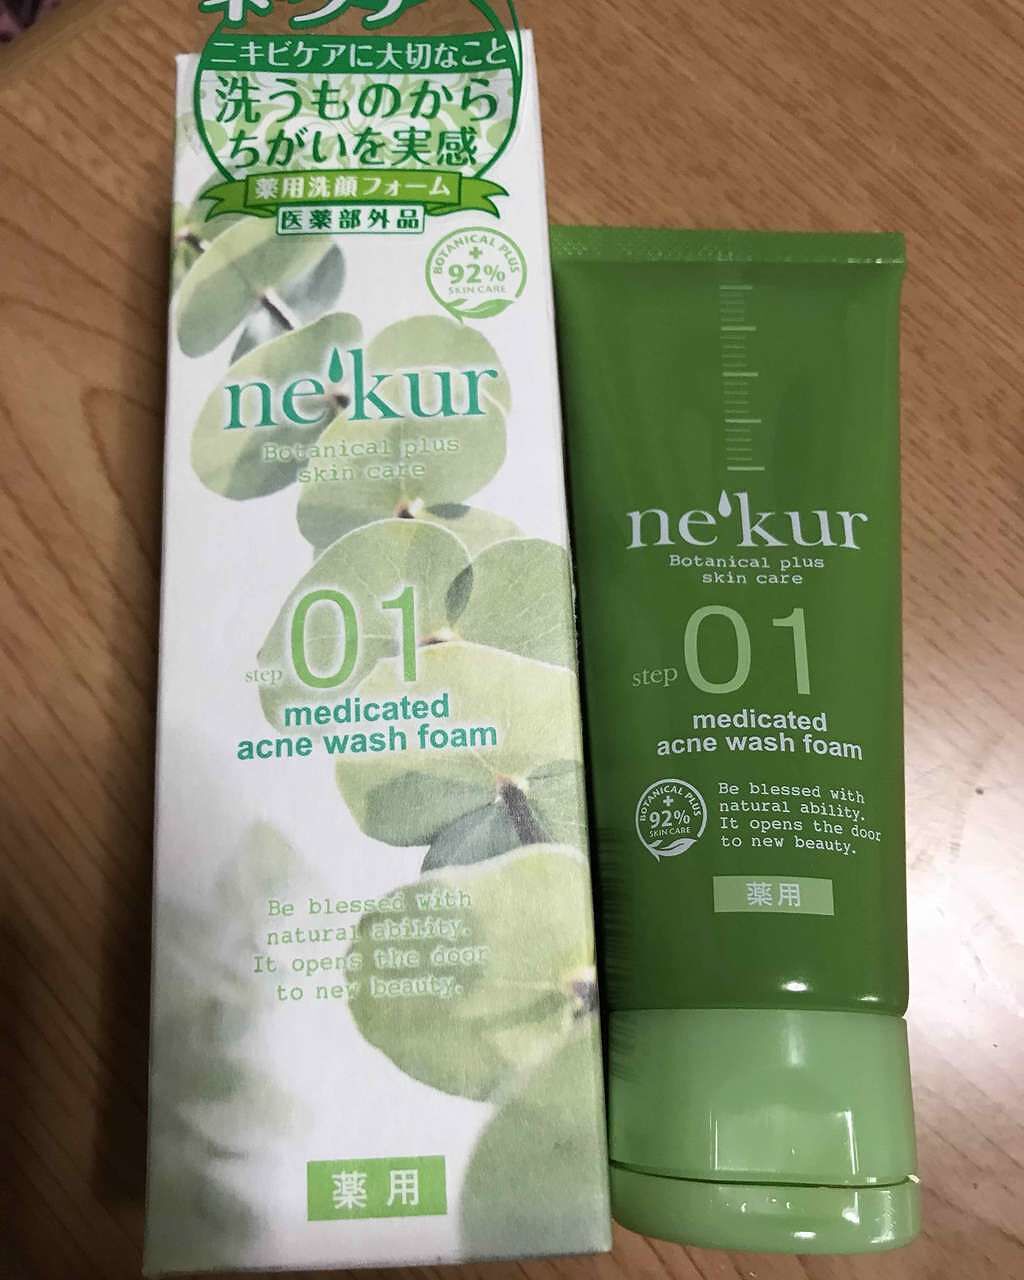 ニキビケアに大切なこと
洗うものから
ちがいを実感
薬用洗顔フォーム
医薬部外品
BOTANICAL PLUS
+
92%
SKIN CARE
ne'kur
Botanical plus
skin care
step 01
medicated
acne wash foam
Be blessed with
natural ability.
It opens the door
to new beauty.
薬用
ne'kur
Botanical plus
skin care
step 01
medicated
acne wash foam
BOTANICAL PLUS
+
92%
SKIN CARE
Be blessed with
natural ability.
It opens the door
to new beauty.
薬用